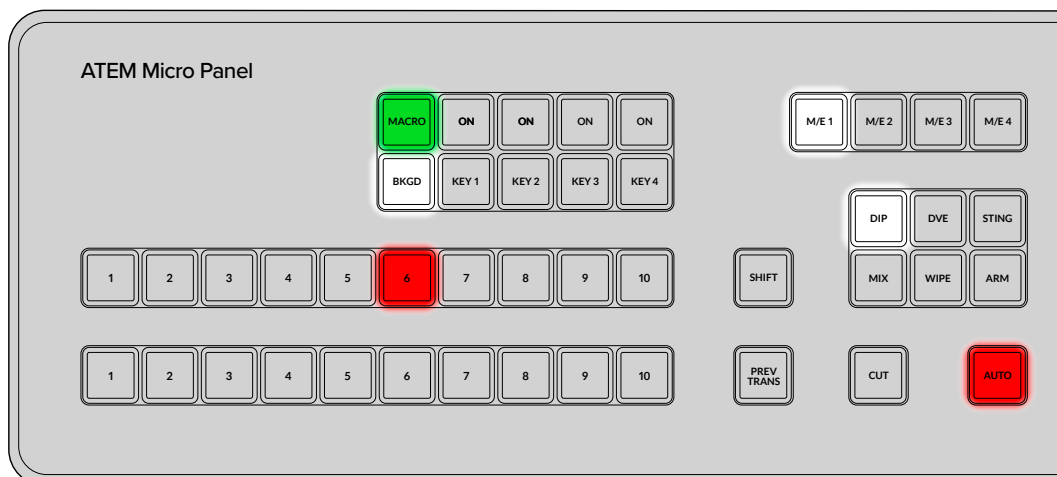 ATEM Micro Panel
MACRO ON ON ON ON
BKGD KEY 1 KEY 2 KEY 3 KEY 4
M/E 1 M/E 2 M/E 3 M/E 4
DIP DVE STING
MIX WIPE ARM
1 2 3 4 5 6 7 8 9 10
SHIFT
1 2 3 4 5 6 7 8 9 10
PREV
TRANS
CUT
AUTO